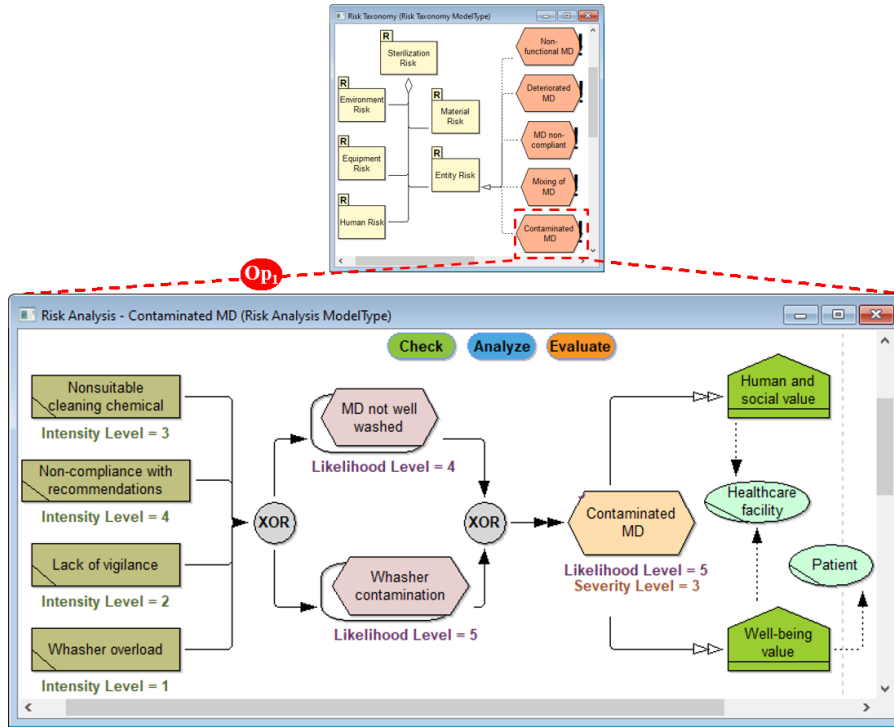 Risk Taxonomy (Risk Taxonomy ModelType)
R
Sterilization
Risk
R
Environment
Risk
R
Material
Risk
R
Equipment
Risk
R
Entity Risk
R
Human Risk
Non-
functional MD
!
Deteriorated
MD
!
MD non-
compliant
!
Mixing of
MD
!
Contaminated
MD
!
Op1
Risk Analysis - Contaminated MD (Risk Analysis ModelType)
Check
Analyze
Evaluate
Nonsuitable
cleaning chemical
Intensity Level = 3
Non-compliance with
recommendations
Intensity Level = 4
Lack of vigilance
Intensity Level = 2
Whasher overload
Intensity Level = 1
XOR
MD not well
washed
Likelihood Level = 4
Whasher
contamination
Likelihood Level = 5
XOR
Contaminated
MD
Likelihood Level = 5
Severity Level = 3
Human and
social value
Healthcare
facility
Patient
Well-being
value